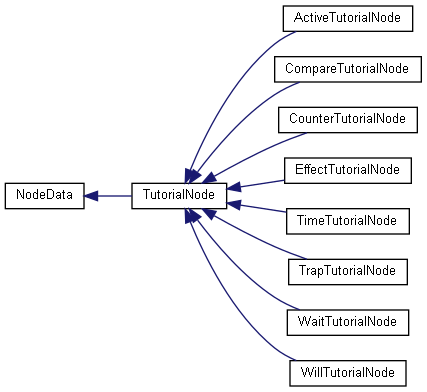 ActiveTutorialNode
CompareTutorialNode
CounterTutorialNode
EffectTutorialNode
NodeData
TutorialNode
TimeTutorialNode
TrapTutorialNode
WaitTutorialNode
WillTutorialNode